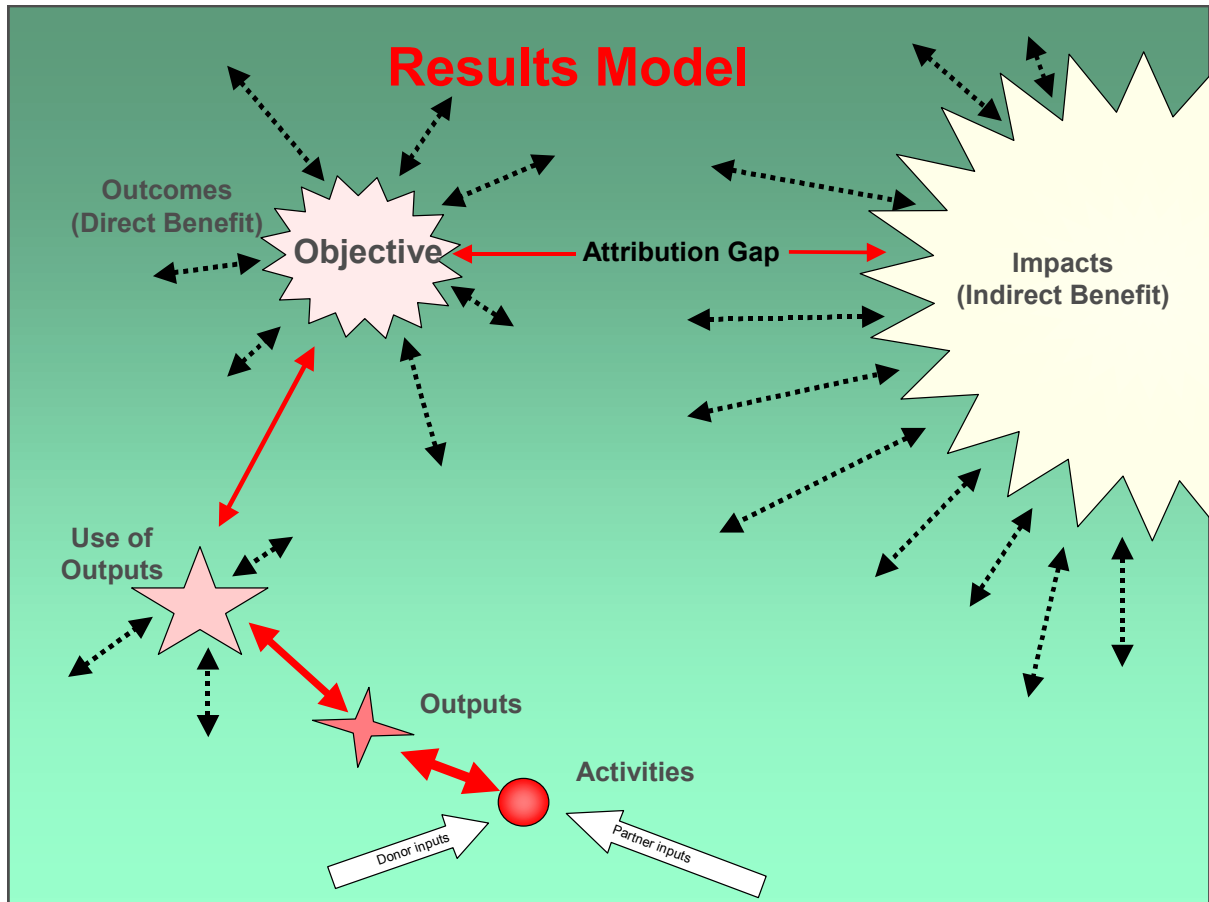 Results Model
Outcomes
(Direct Benefit)
Objective
Attribution Gap
Impacts
(Indirect Benefit)
Use of
Outputs
Outputs
Activities
Donor inputs
Partner inputs